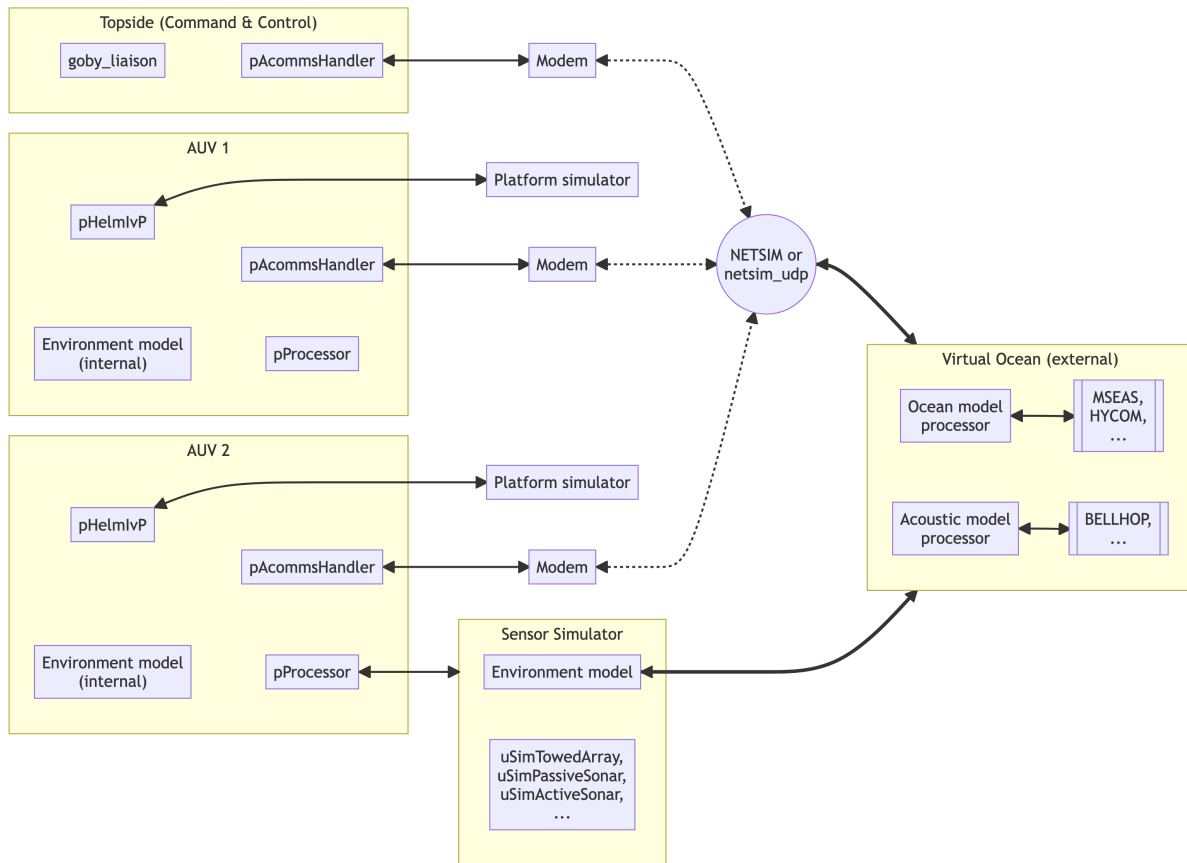 Topside (Command & Control)
goby_liaison
pAcommsHandler
Modem
AUV 1
Platform simulator
pHelmIvP
pAcommsHandler
Modem
NETSIM or
netsim_udp
Environment model
(internal)
pProcessor
Virtual Ocean (external)
Ocean model
processor
MSEAS,
HYCOM,
...
Acoustic model
processor
BELLHOP,
...
AUV 2
Platform simulator
pHelmIvP
pAcommsHandler
Modem
Environment model
(internal)
pProcessor
Sensor Simulator
Environment model
uSimTowedArray,
uSimPassiveSonar,
uSimActiveSonar,
...